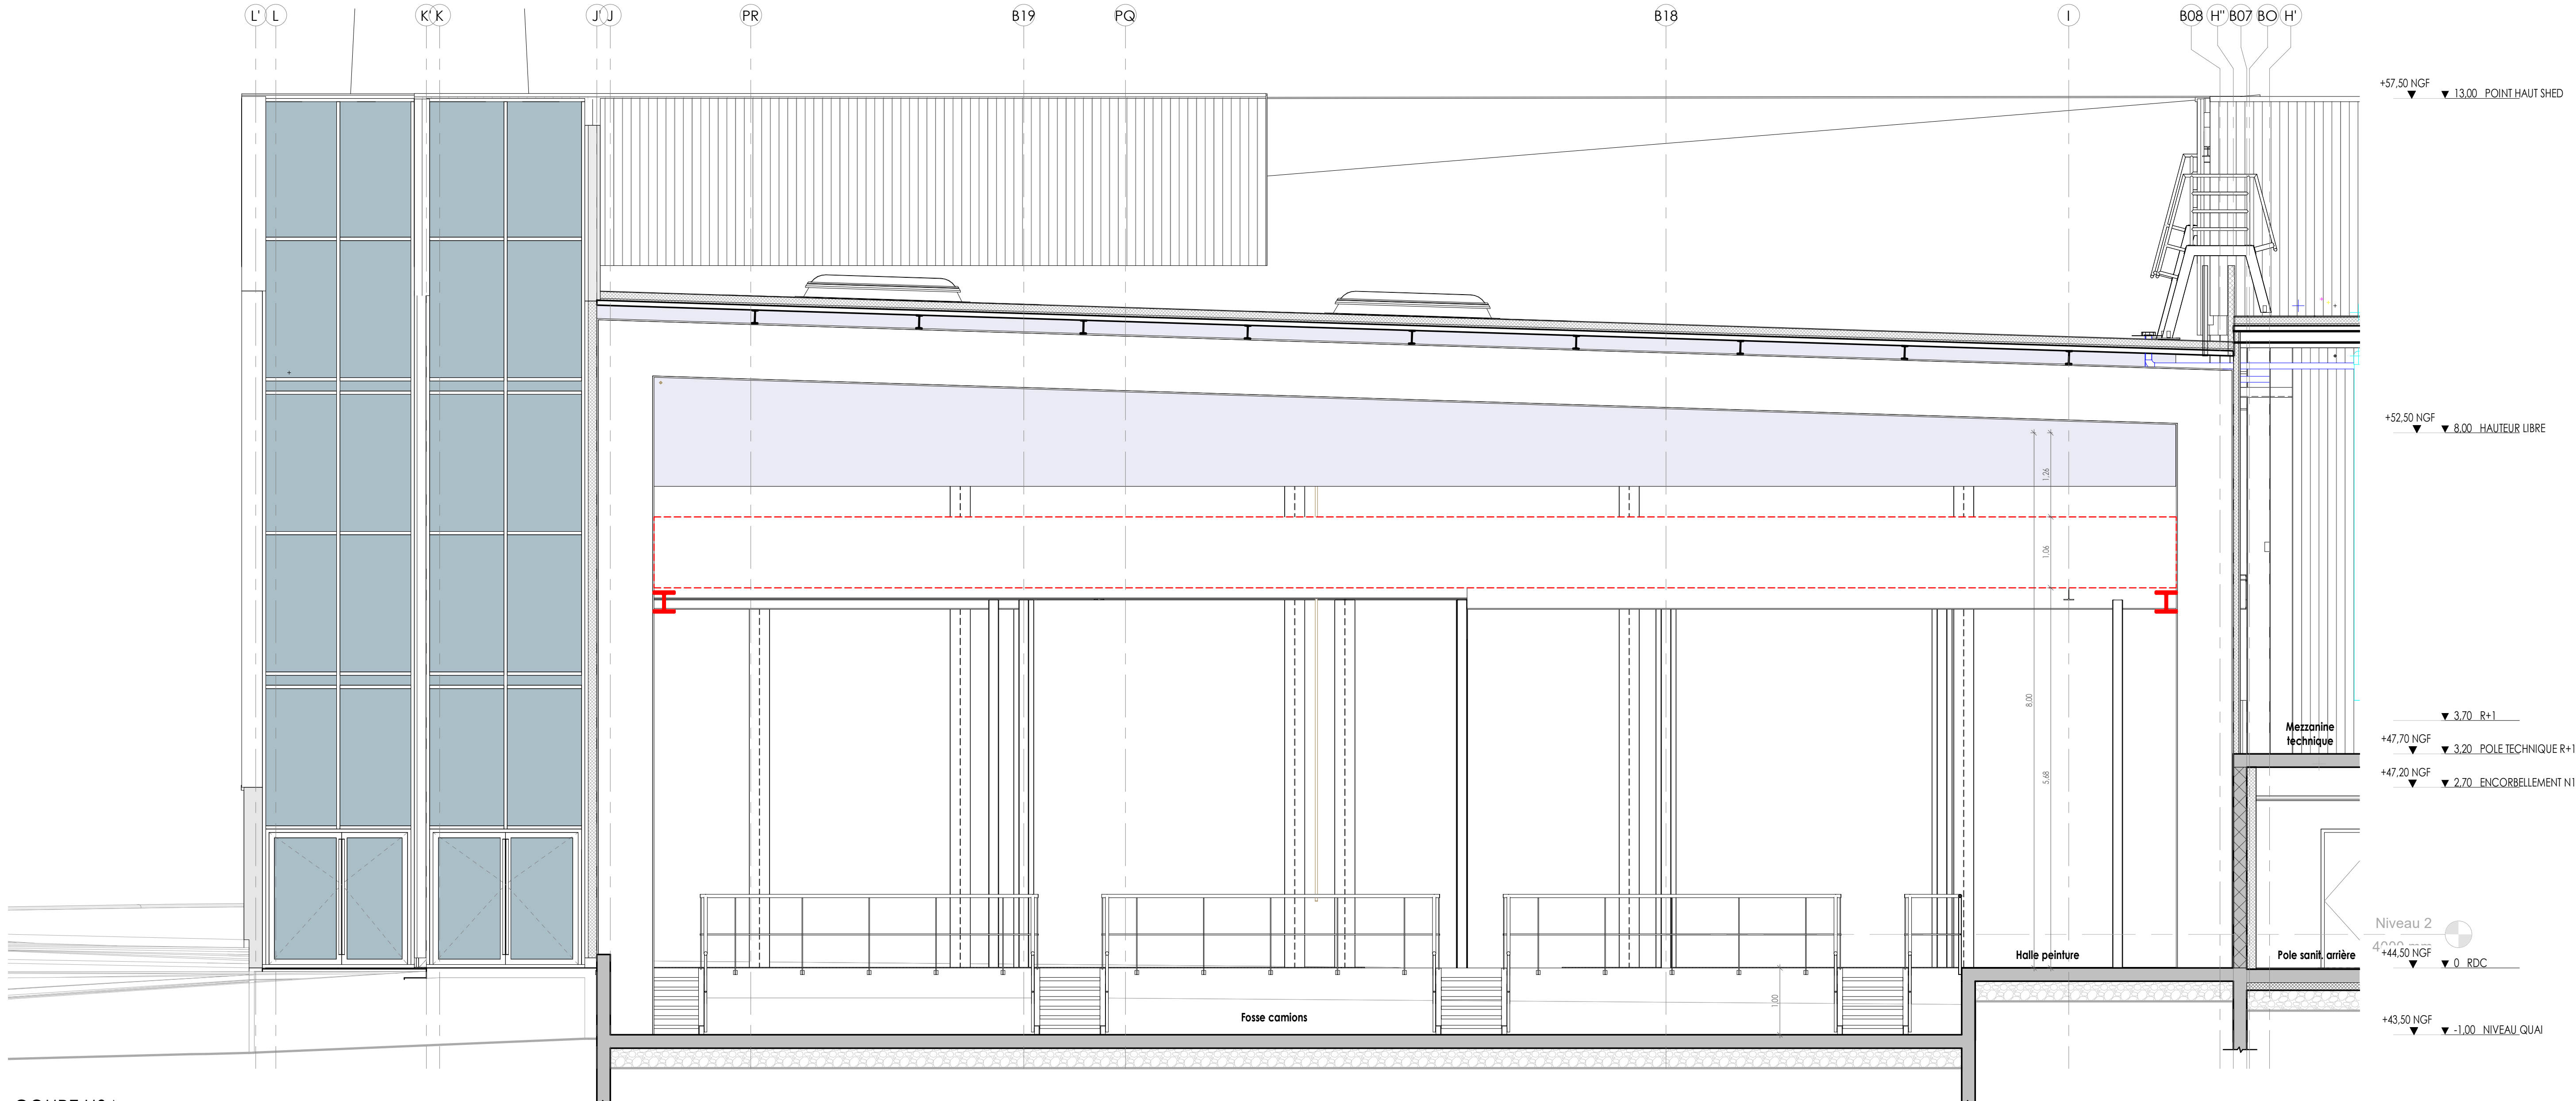 L' L K' K J' J PR B19 PQ B18 I B08 H" B07 BO H'
+57,50 NGF
13,00 POINT HAUT SHED
+52,50 NGF
8.00 HAUTEUR LIBRE
1,26
1,06
8,00
5,68
3,70 R+1
Mezzanine
technique
+47,70 NGF
3,20 POLE TECHNIQUE R+1
+47,20 NGF
2,70 ENCORBELLEMENT N1
Niveau 2
Halle peinture
Pole sanit. arrière
+44,50 NGF
0 RDC
1,00
Fosse camions
+43,50 NGF
-1,00 NIVEAU QUAI